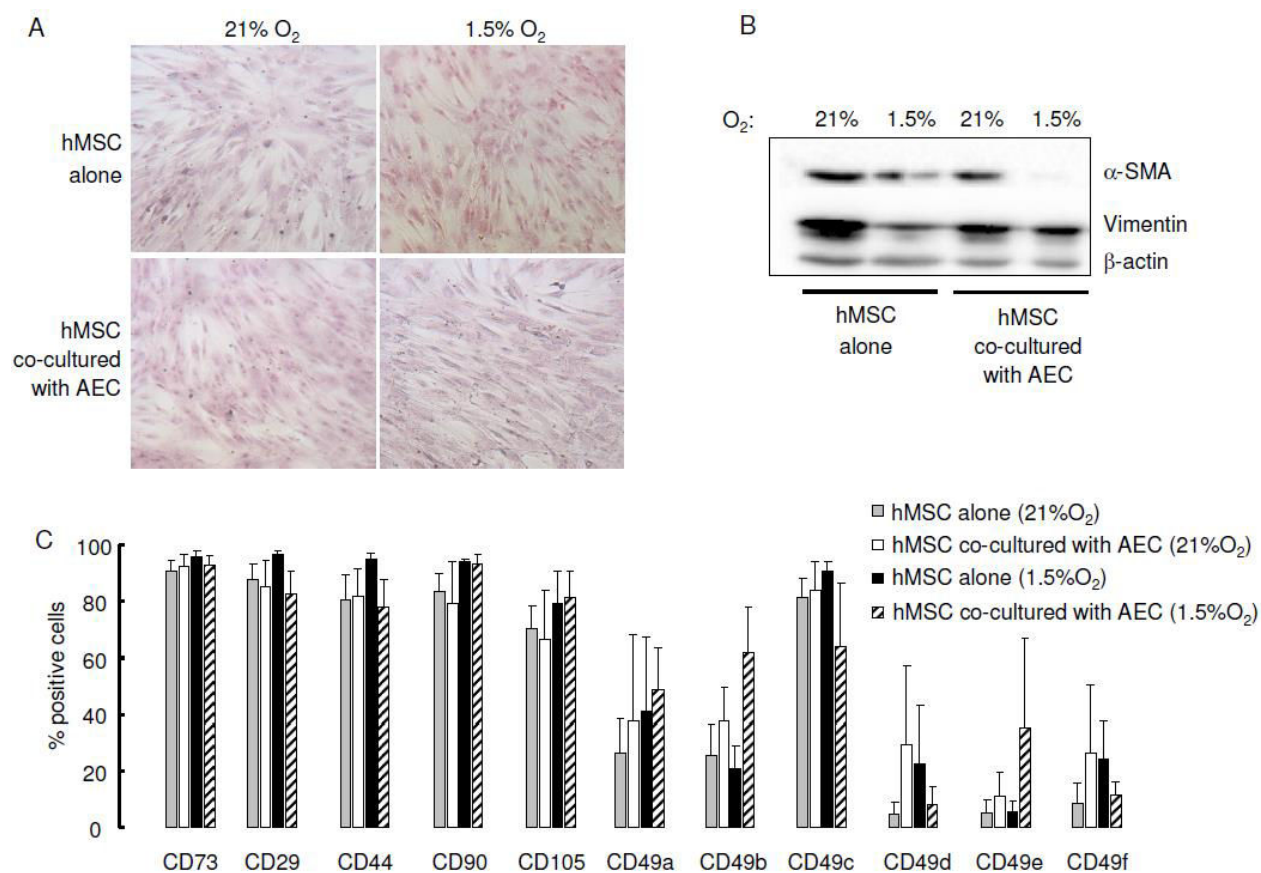 A
21% O₂
1.5% O₂
hMSC
alone
hMSC
co-cultured
with AEC
B
O₂: 21% 1.5% 21% 1.5%
α-SMA
Vimentin
β-actin
hMSC
alone
hMSC
co-cultured
with AEC
C
hMSC alone (21%O₂)
hMSC co-cultured with AEC (21%O₂)
hMSC alone (1.5%O₂)
hMSC co-cultured with AEC (1.5%O₂)
% positive cells
100
80
60
40
20
0
CD73 CD29 CD44 CD90 CD105 CD49a CD49b CD49c CD49d CD49e CD49f